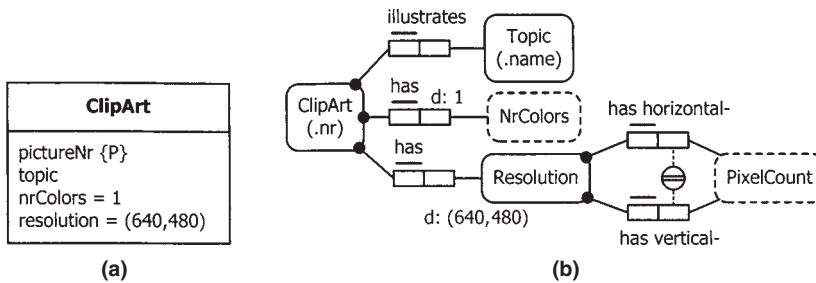 ClipArt
pictureNr {P}
topic
nrColors = 1
resolution = (640,480)
(a)
illustrates
Topic
(.name)
has
d: 1
ClipArt
(.nr)
NrColors
has
Resolution
d: (640,480)
has horizontal-
PixelCount
has vertical-
(b)